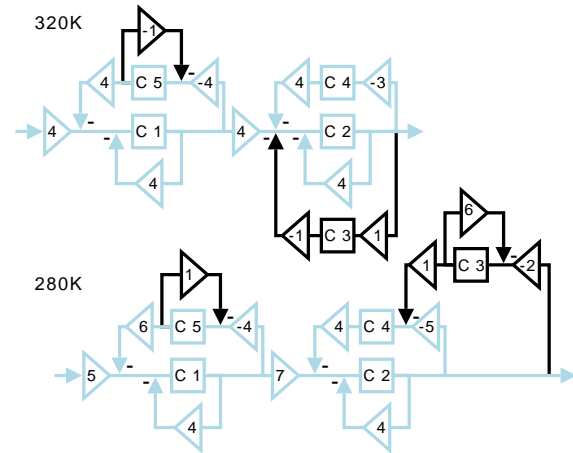 320K
-1
4 C 5 -4 4 C 4 -3
- -
4 C 1 4 C 2
- - - -
4 4
-1 C 3 1
6
280K 1 1 C 3 -2
- -
6 C 5 -4 4 C 4 -5
- - -
5 C 1 7 C 2
- -
4 4